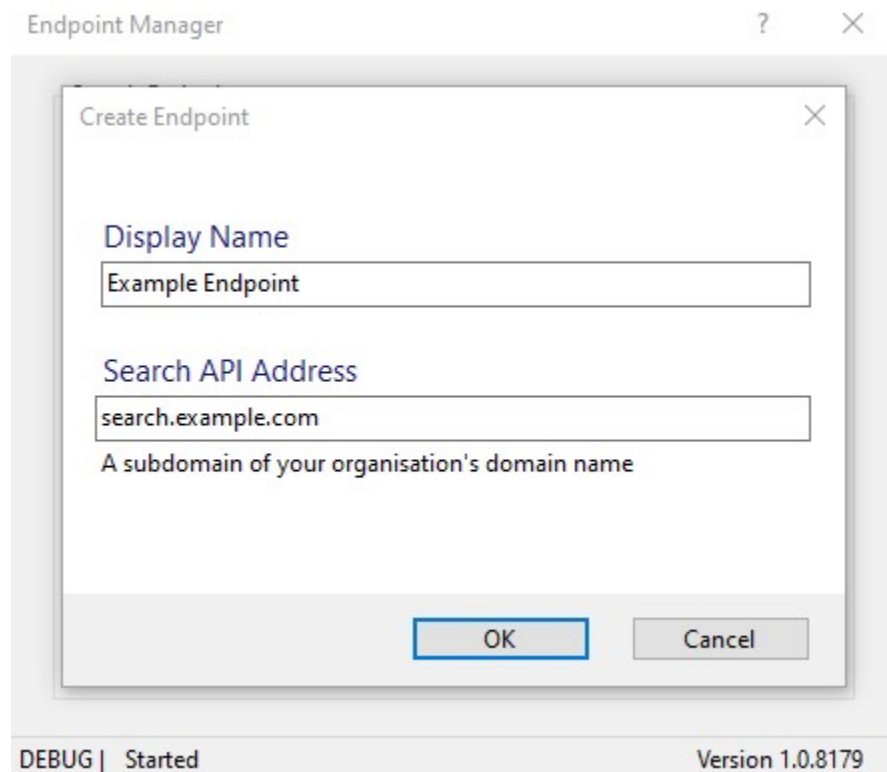 Endpoint Manager ?
Create Endpoint
Display Name
Example Endpoint
Search API Address
search.example.com
A subdomain of your organisation's domain name
OK Cancel
DEBUG | Started Version 1.0.8179